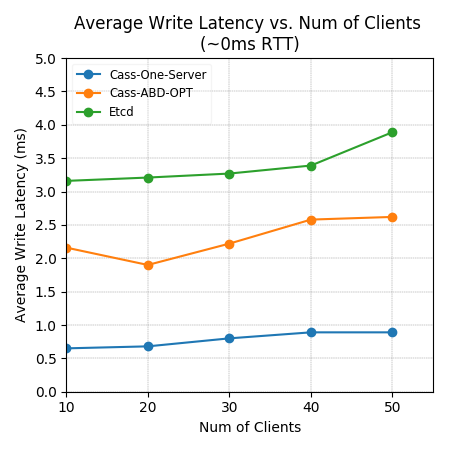 Average Write Latency vs. Num of Clients
(~0ms RTT)
Cass-One-Server
Cass-ABD-OPT
Etcd
Average Write Latency (ms)
5.0
4.5
4.0
3.5
3.0
2.5
2.0
1.5
1.0
0.5
0.0
10 20 30 40 50
Num of Clients